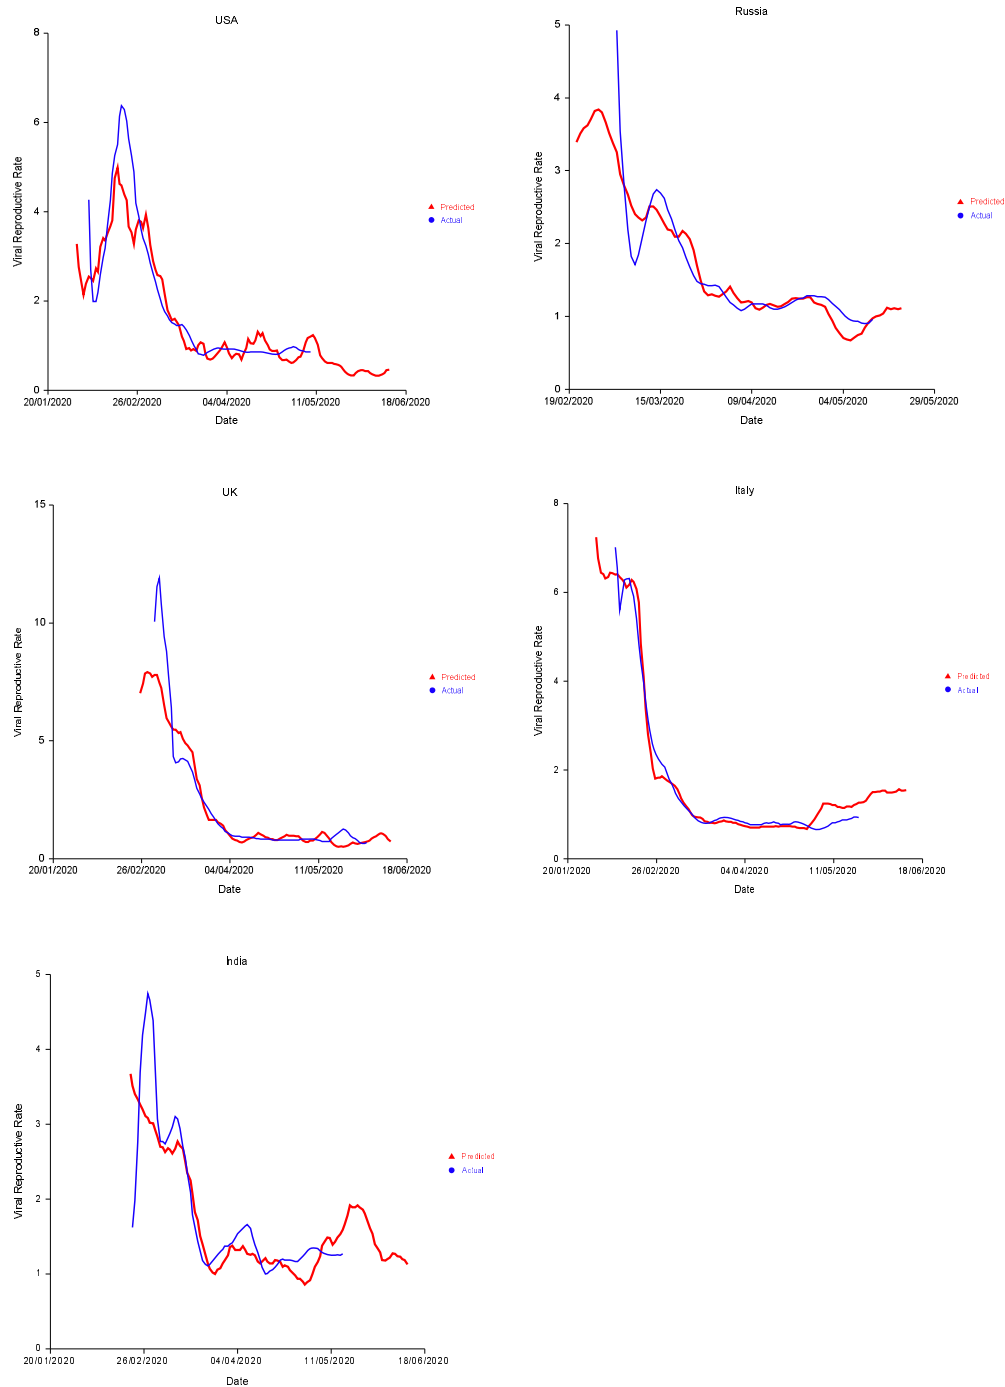 USA
8
6
4
2
0
Viral Reproductive Rate
20/01/2020 26/02/2020 04/04/2020 11/05/2020 18/06/2020
Date
Predicted
Actual
Russia
5
4
3
2
1
0
Viral Reproductive Rate
19/02/2020 15/03/2020 09/04/2020 04/05/2020 29/05/2020
Date
Predicted
Actual
UK
15
10
5
0
Viral Reproductive Rate
20/01/2020 26/02/2020 04/04/2020 11/05/2020 18/06/2020
Date
Predicted
Actual
Italy
8
6
4
2
0
Viral Reproductive Rate
20/01/2020 26/02/2020 04/04/2020 11/05/2020 18/06/2020
Date
Predicted
Actual
India
5
4
3
2
1
0
Viral Reproductive Rate
20/01/2020 26/02/2020 04/04/2020 11/05/2020 18/06/2020
Date
Predicted
Actual